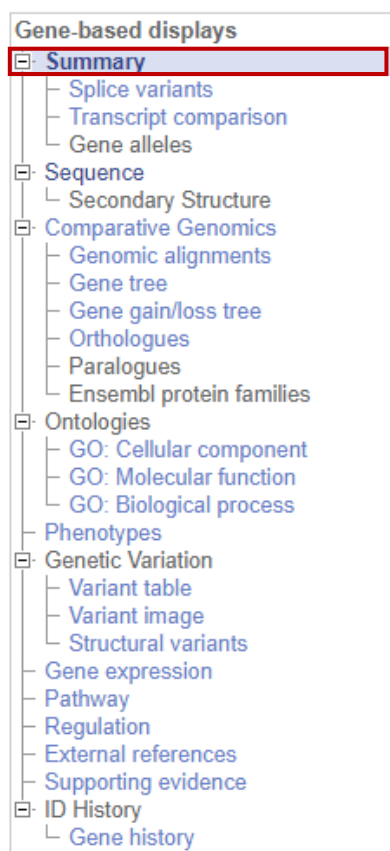 Gene-based displays
Summary
Splice variants
Transcript comparison
Gene alleles
Sequence
Secondary Structure
Comparative Genomics
Genomic alignments
Gene tree
Gene gain/loss tree
Orthologues
Paralogues
Ensembl protein families
Ontologies
GO: Cellular component
GO: Molecular function
GO: Biological process
Phenotypes
Genetic Variation
Variant table
Variant image
Structural variants
Gene expression
Pathway
Regulation
External references
Supporting evidence
ID History
Gene history